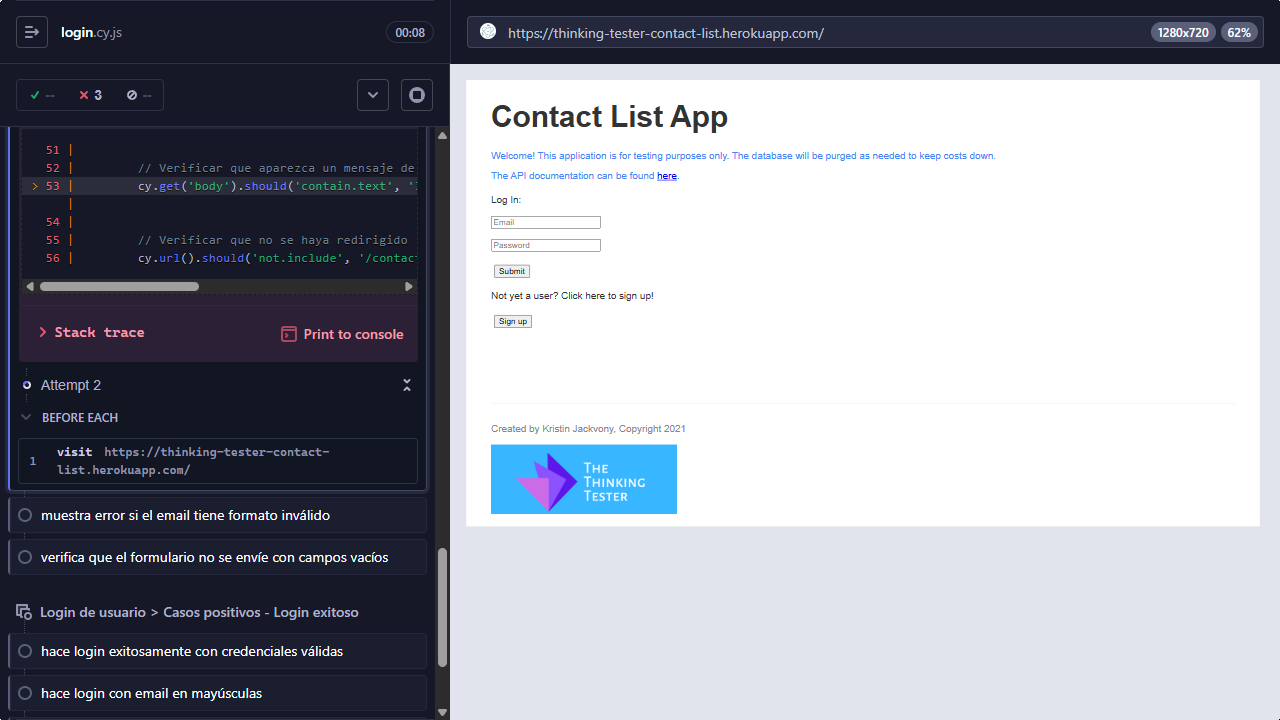 login.cy.js
00:08
https://thinking-tester-contact-list.herokuapp.com/
1280x720
62%
--
3
--
51 |
52 | // Verificar que aparezca un mensaje de
> 53 | cy.get('body').should('contain.text', '
|
54 |
55 | // Verificar que no se haya redirigido
56 | cy.url().should('not.include', '/contac
Stack trace
Print to console
Attempt 2
BEFORE EACH
1 visit https://thinking-tester-contact-
list.herokuapp.com/
muestra error si el email tiene formato inválido
verifica que el formulario no se envíe con campos vacíos
Login de usuario > Casos positivos - Login exitoso
hace login exitosamente con credenciales válidas
hace login con email en mayúsculas
Contact List App
Welcome! This application is for testing purposes only. The database will be purged as needed to keep costs down.
The API documentation can be found here.
Log In:
Email
Password
Submit
Not yet a user? Click here to sign up!
Sign up
Created by Kristin Jackvony, Copyright 2021
THE
THINKING
TESTER